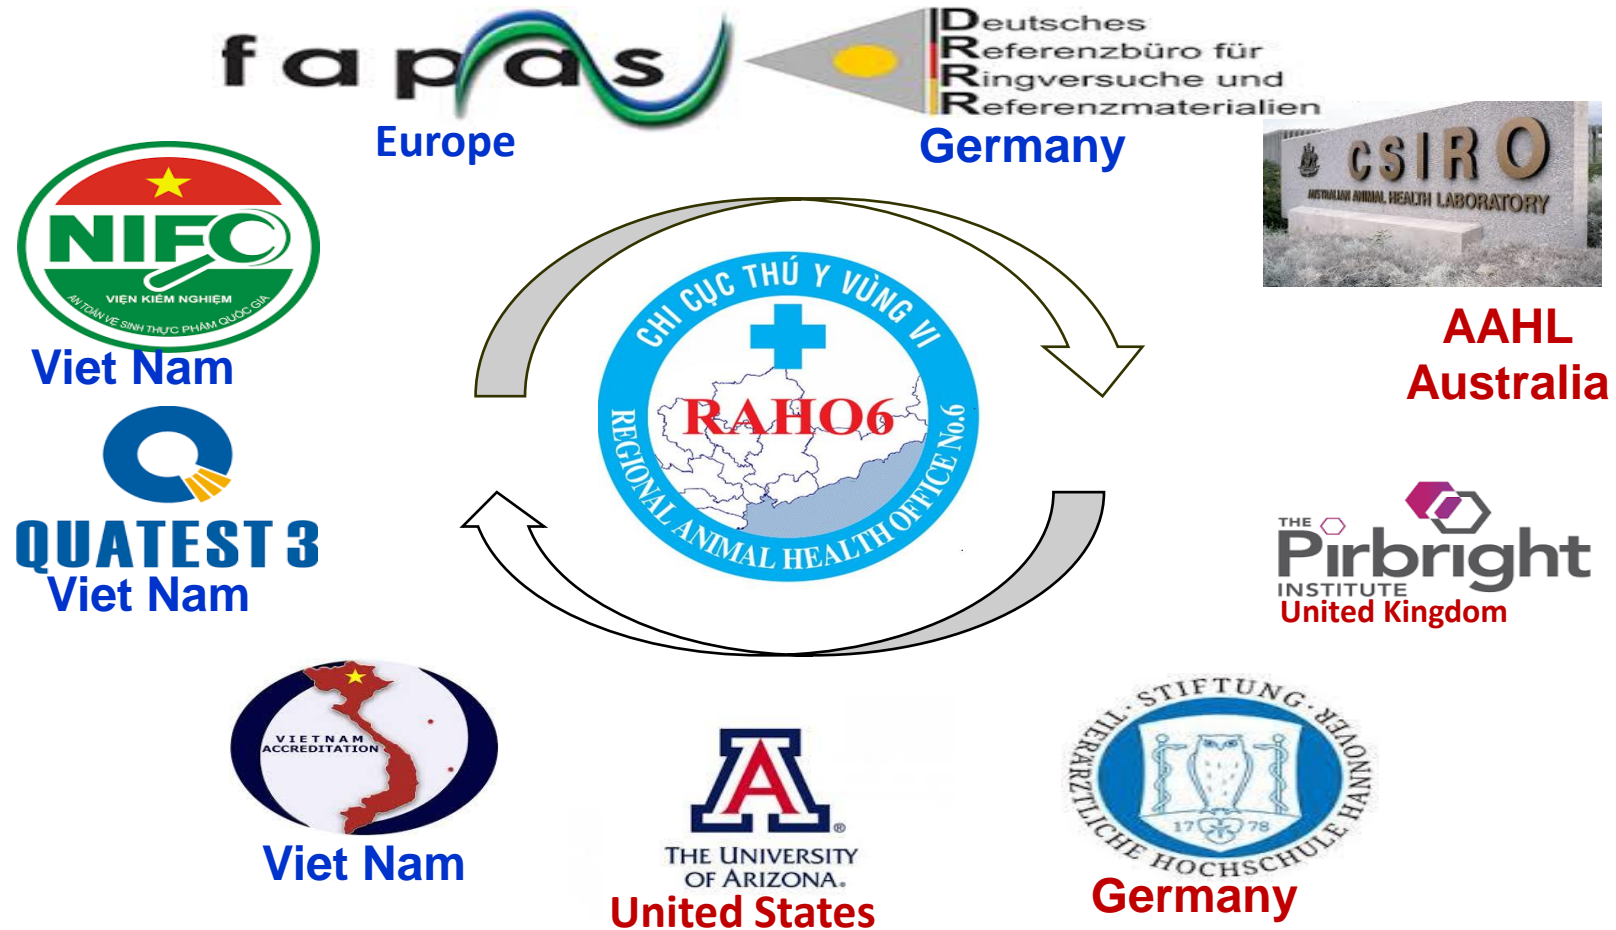 fapas
Europe
Deutsches
Referenzbüro für
Ringversuche und
Referenzmaterialien
Germany
CSIRO
AUSTRALIAN ANIMAL HEALTH LABORATORY
AAHL
Australia
NIFC
VIỆN KIỂM NGHIỆM
AN TOÀN VỆ SINH THỰC PHẨM QUỐC GIA
Viet Nam
CHI CỤC THÚ Y VÙNG VI
RAHO6
REGIONAL ANIMAL HEALTH OFFICE No.6
QUATEST 3
Viet Nam
THE
Pirbright
INSTITUTE
United Kingdom
VIETNAM
ACCREDITATION
Viet Nam
A
®
THE UNIVERSITY
OF ARIZONA.
United States
STIFTUNG · TIERÄRZTLICHE HOCHSCHULE HANNOVER ·
17 78
Germany